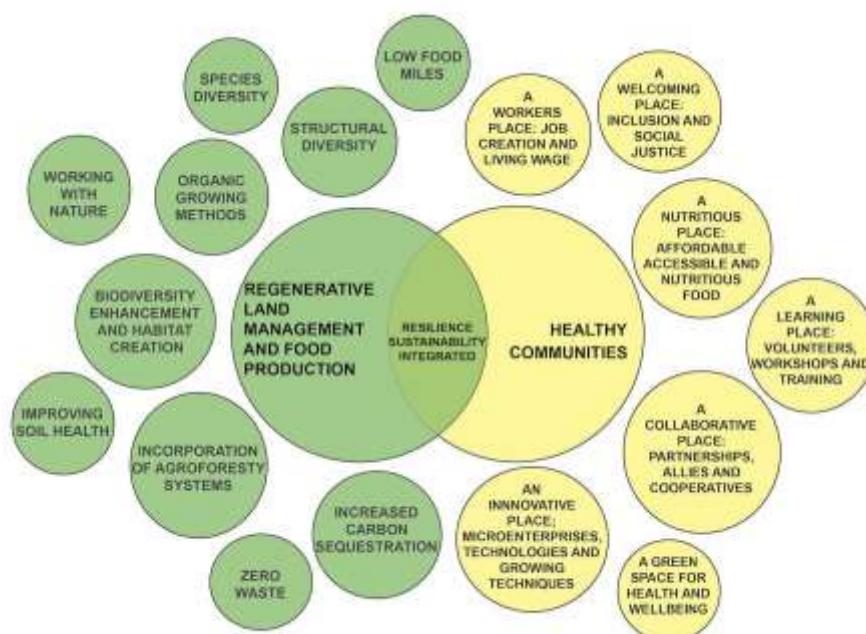 LOW FOOD
MILES
SPECIES
DIVERSITY
STRUCTURAL
DIVERSITY
WORKING
WITH
NATURE
ORGANIC
GROWING
METHODS
BIODIVERSITY
ENHANCEMENT
AND HABITAT
CREATION
IMPROVING
SOIL HEALTH
INCORPORATION
OF AGROFORESTY
SYSTEMS
ZERO
WASTE
INCREASED
CARBON
SEQUESTRATION
REGENERATIVE
LAND
MANAGEMENT
AND FOOD
PRODUCTION
RESILIENCE
SUSTAINABILITY
INTEGRATED
HEALTHY
COMMUNITIES
A
WORKERS
PLACE: JOB
CREATION AND
LIVING WAGE
A
WELCOMING
PLACE:
INCLUSION AND
SOCIAL
JUSTICE
A
NUTRITIOUS
PLACE:
AFFORDABLE
ACCESSIBLE AND
NUTRITIOUS
FOOD
A
LEARNING
PLACE:
VOLUNTEERS,
WORKSHOPS AND
TRAINING
A
COLLABORATIVE
PLACE:
PARTNERSHIPS,
ALLIES AND
COOPERATIVES
AN
INNNOVATIVE
PLACE;
MICROENTERPRISES,
TECHNOLOGIES AND
GROWING
TECHNIQUES
A GREEN
SPACE FOR
HEALTH AND
WELLBEING